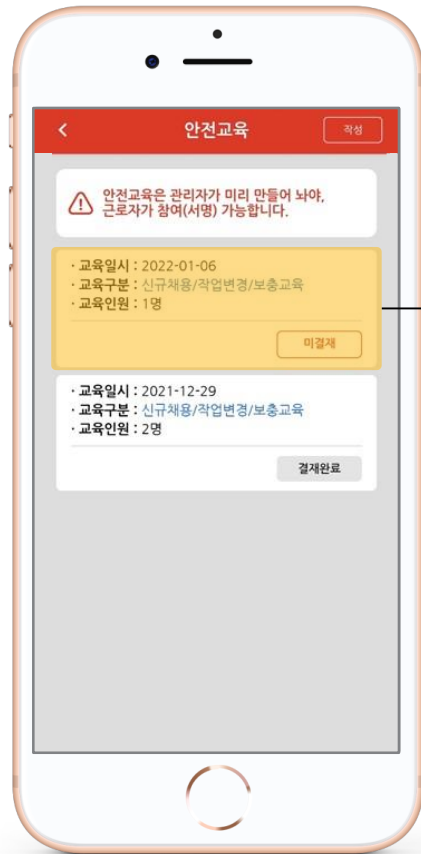 안전교육
작성
안전교육은 관리자가 미리 만들어 놔야,
근로자가 참여(서명) 가능합니다.
· 교육일시 : 2022-01-06
· 교육구분 : 신규채용/작업변경/보충교육
· 교육인원 : 1명
미결재
· 교육일시 : 2021-12-29
· 교육구분 : 신규채용/작업변경/보충교육
· 교육인원 : 2명
결재완료